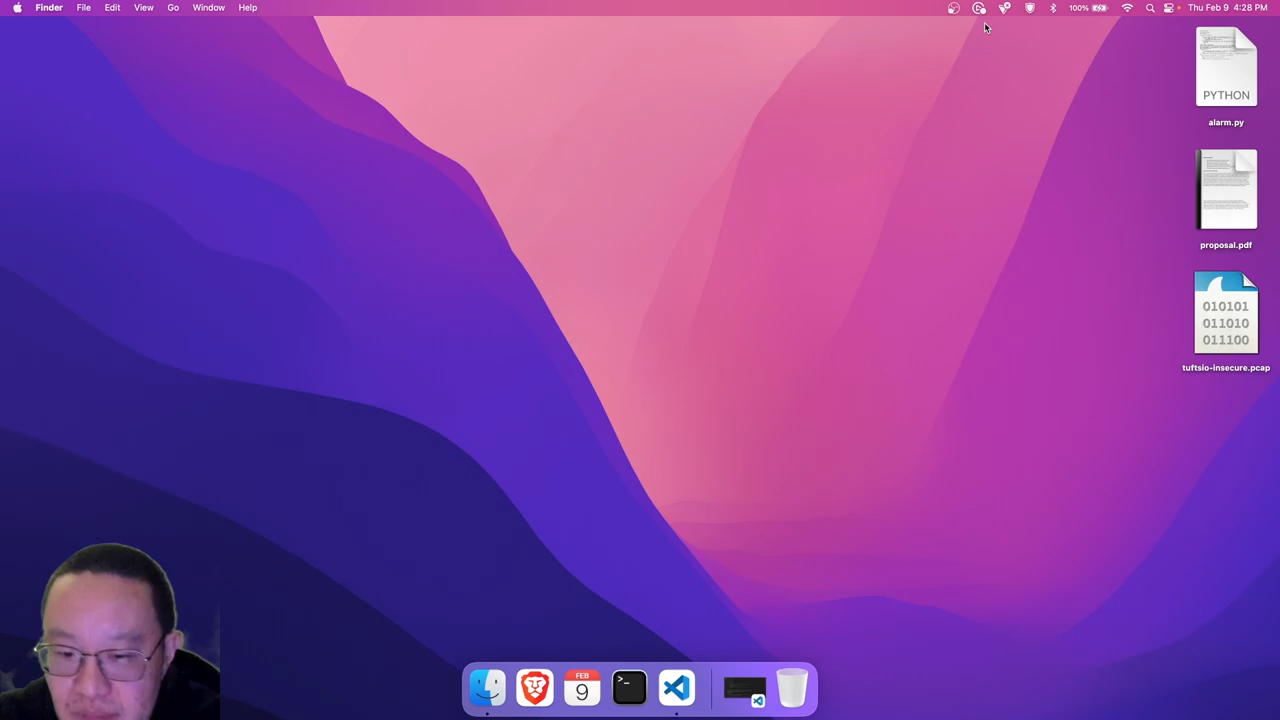 Finder File Edit View Go Window Help 100% Thu Feb 9 4:28 PM
PYTHON
alarm.py
proposal.pdf
010101
011010
011100
tuftsio-insecure.pcap
FEB
9
>_